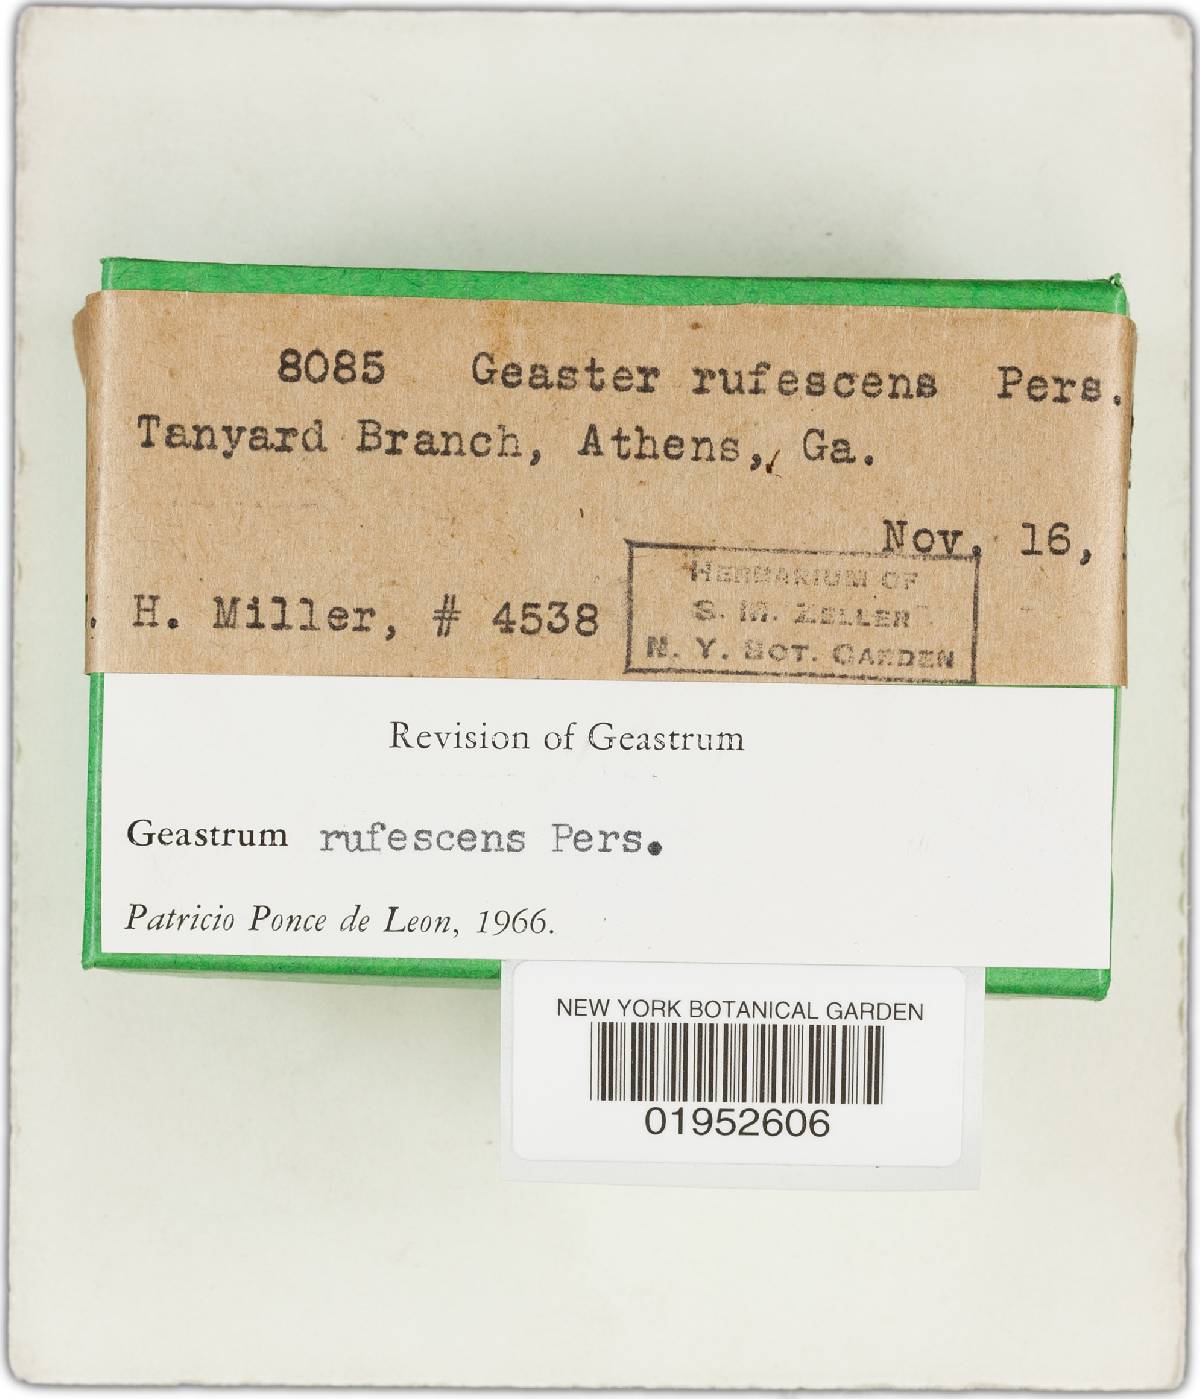 8085 Geaster rufescens Pers.
Tanyard Branch, Athens, Ga.
Nov. 16,
. H. Miller, # 4538
HERBARIUM OF
S. M. ZELLER
N. Y. BOT. GARDEN
Revision of Geastrum
Geastrum rufescens Pers.
Patricio Ponce de Leon, 1966.
NEW YORK BOTANICAL GARDEN
01952606